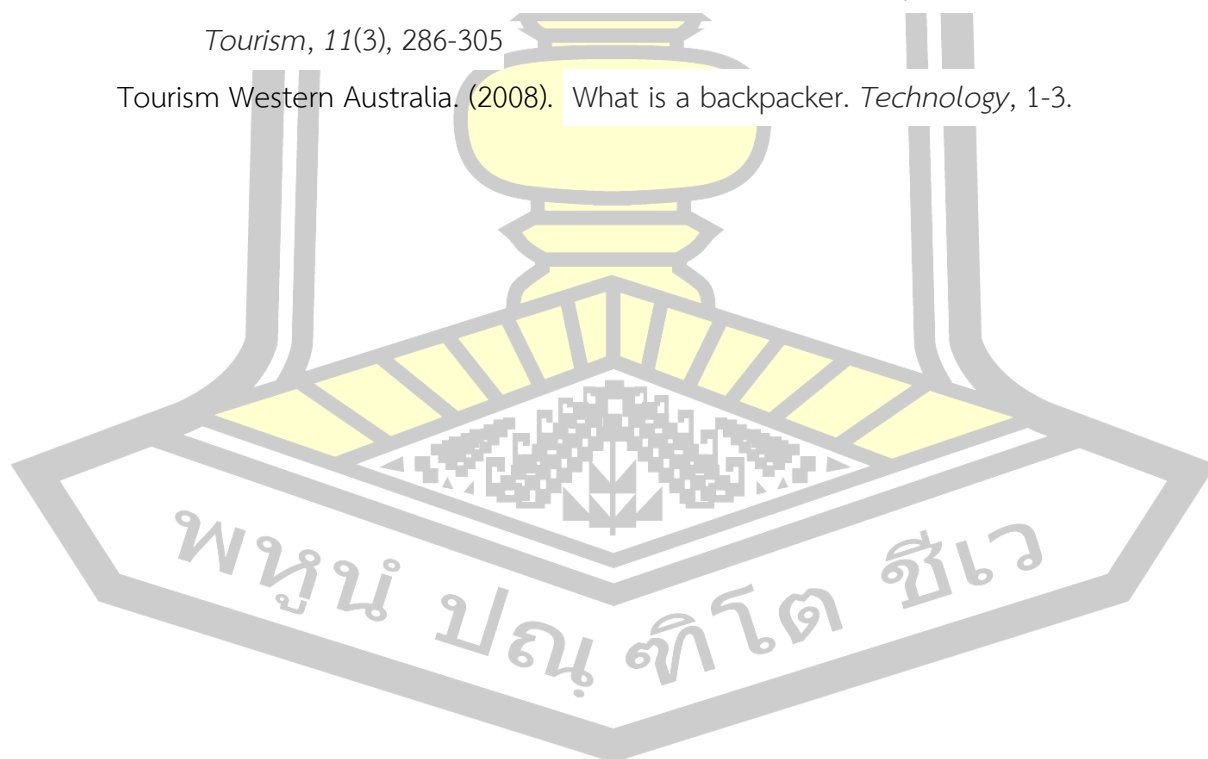 Tourism, 11(3), 286-305
Tourism Western Australia. (2008). What is a backpacker. Technology, 1-3.
พหูนํ ปณฺฑิโต ชีเว